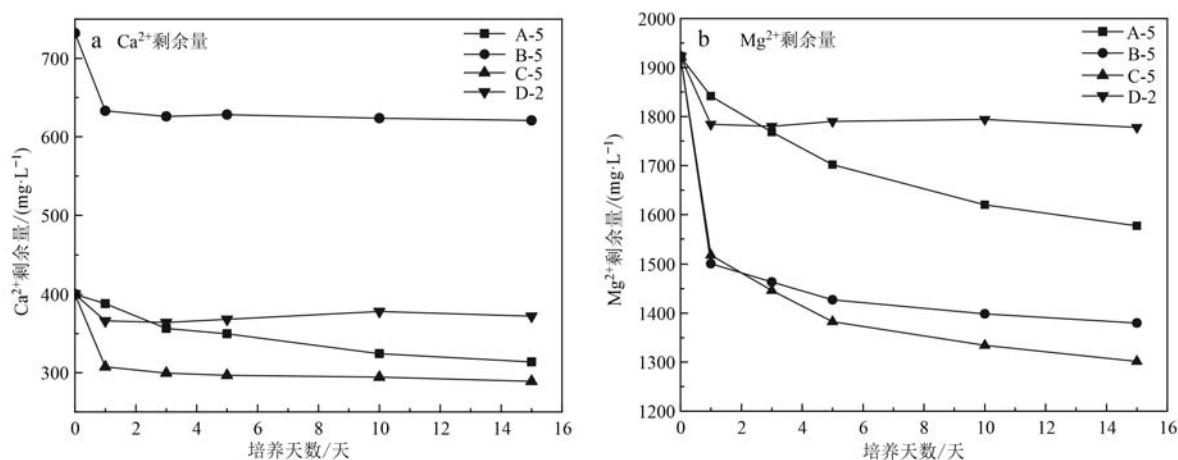 a Ca²⁺剩余量
A-5
B-5
C-5
D-2
Ca²⁺剩余量/(mg·L⁻¹)
700
600
500
400
300
0 2 4 6 8 10 12 14 16
培养天数/天
b Mg²⁺剩余量
A-5
B-5
C-5
D-2
Mg²⁺剩余量/(mg·L⁻¹)
2000
1900
1800
1700
1600
1500
1400
1300
1200
0 2 4 6 8 10 12 14 16
培养天数/天